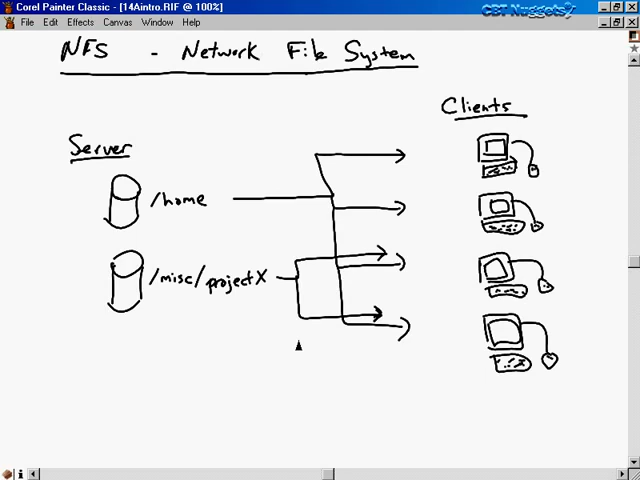 Corel Painter Classic - [14Aintro.RIF @ 100%]
CBT Nuggets
File Edit Effects Canvas Window Help
NFS - Network File System
Clients
Server
/home
/misc/projectX